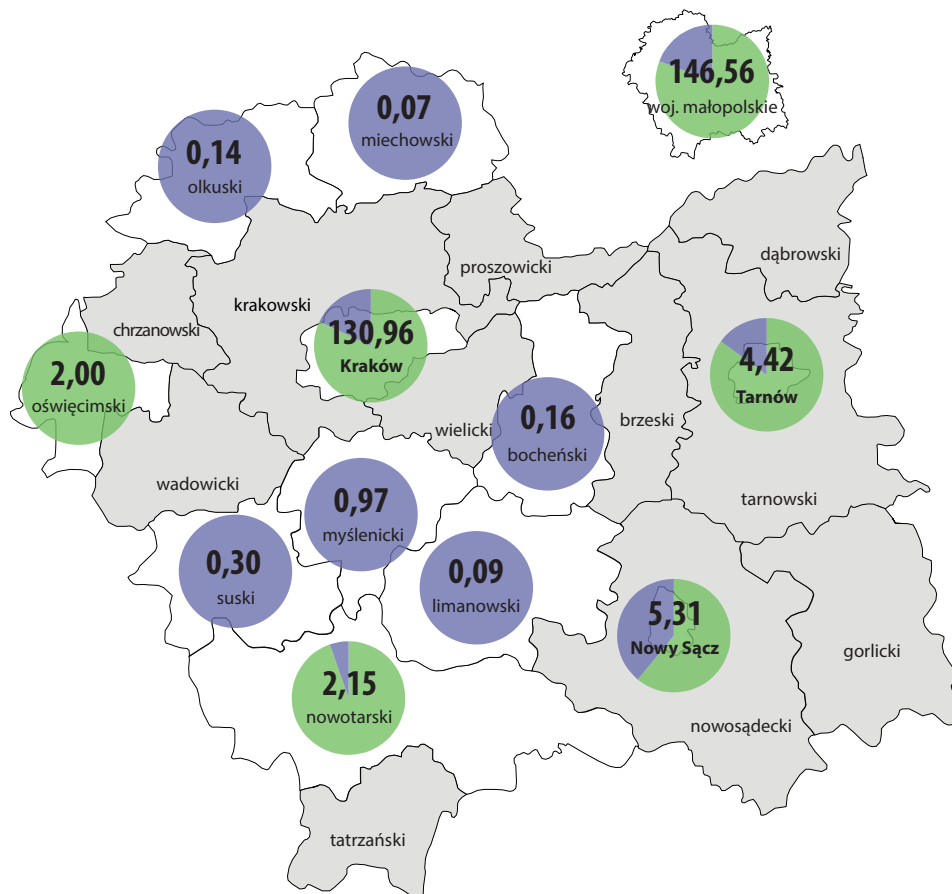 146,56
woj. małopolskie
0,07
miechowski
0,14
olkuski
dąbrowski
proszowicki
krakowski
chrzanowski
130,96
Kraków
2,00
oświęcimski
4,42
Tarnów
0,16
bocheński
brzeski
wielicki
wadowicki
tarnowski
0,97
myślenicki
0,30
suski
0,09
limanowski
5,31
Nowy Sącz
gorlicki
2,15
nowotarski
nowosądecki
tatrzański